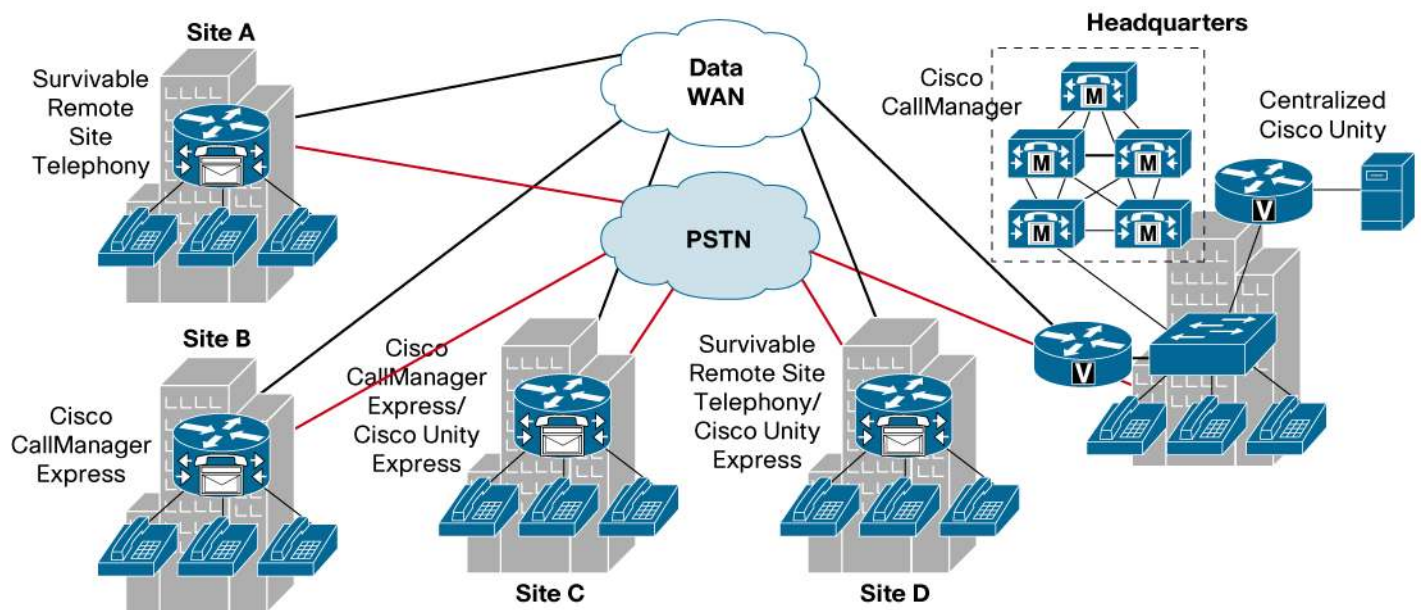 Site A
Survivable
Remote
Site
Telephony
Data
WAN
PSTN
Headquarters
Cisco
CallManager
M
M
M
M
M
Centralized
Cisco Unity
V
V
Site B
Cisco
CallManager
Express
Cisco
CallManager
Express/
Cisco Unity
Express
Site C
Survivable
Remote Site
Telephony/
Cisco Unity
Express
Site D